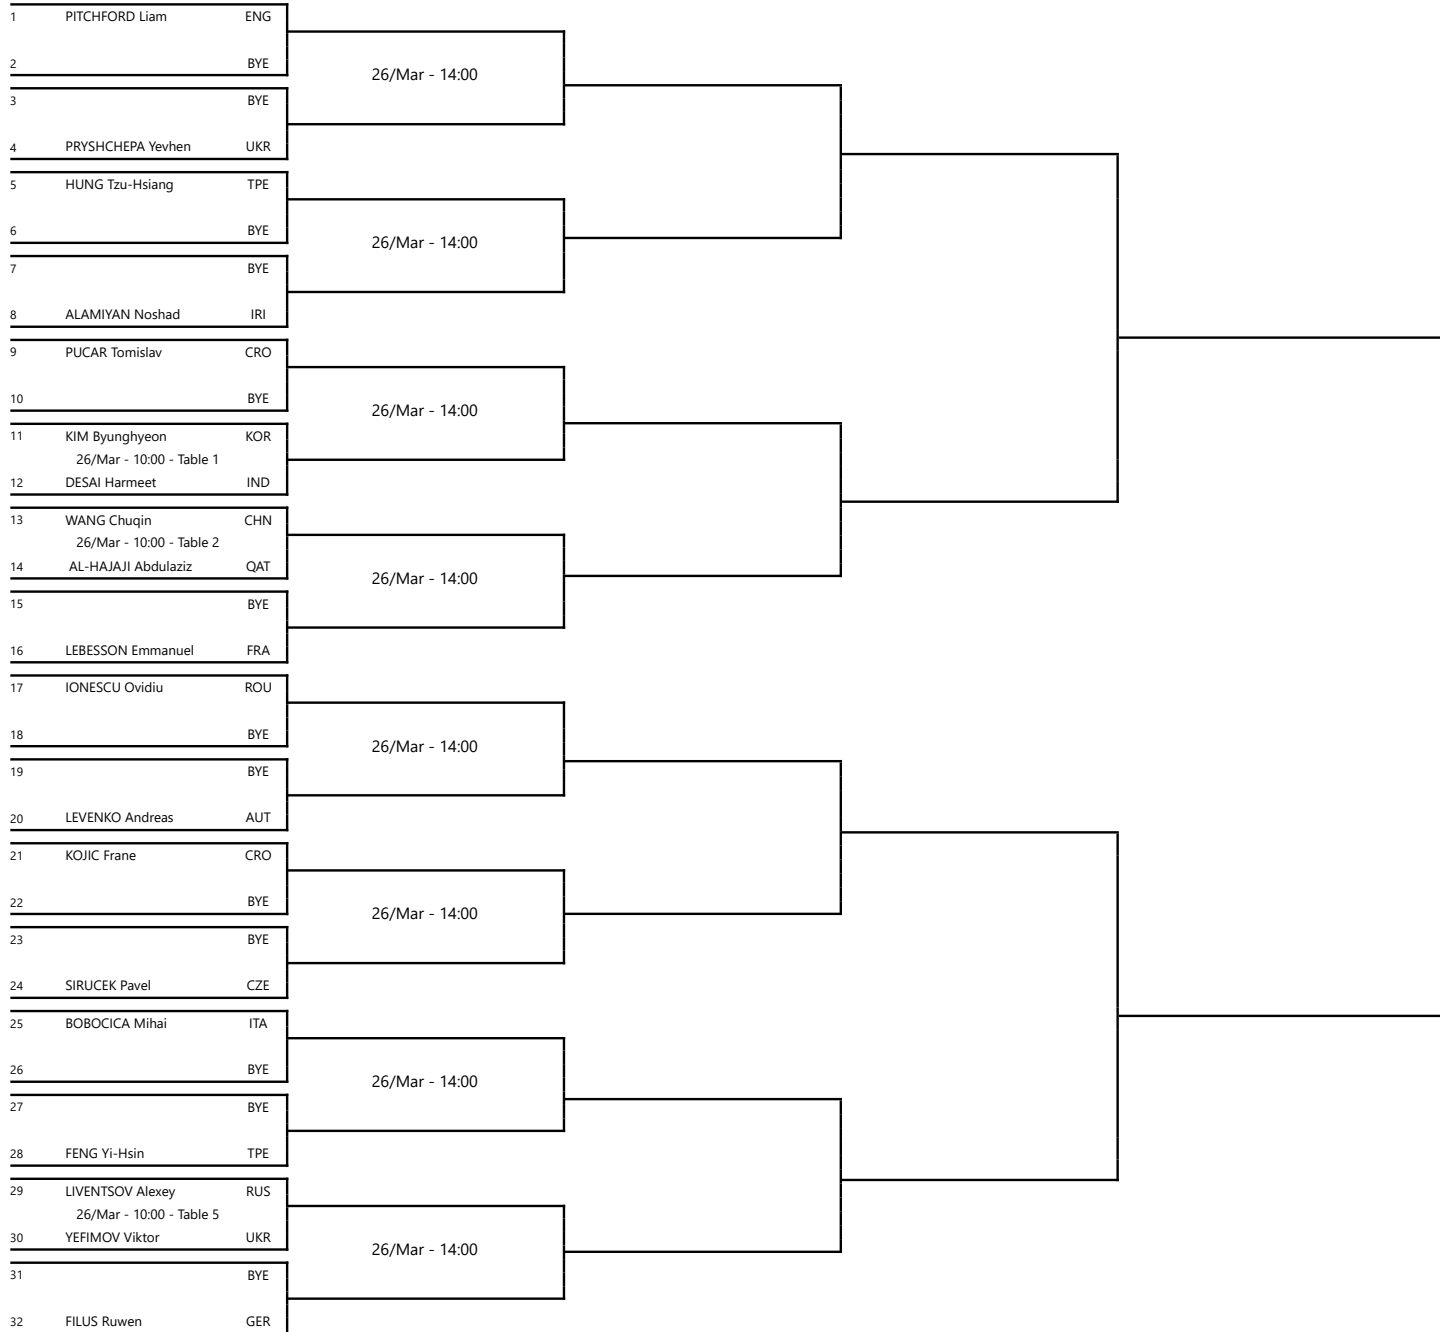 1 PITCHFORD Liam ENG
2 BYE
26/Mar - 14:00
3 BYE
4 PRYSHCHEPA Yevhen UKR
5 HUNG Tzu-Hsiang TPE
6 BYE
26/Mar - 14:00
7 BYE
8 ALAMIYAN Noshad IRI
9 PUCAR Tomislav CRO
10 BYE
26/Mar - 14:00
11 KIM Byunghyeon KOR
26/Mar - 10:00 - Table 1
12 DESAI Harmeet IND
13 WANG Chuqin CHN
26/Mar - 10:00 - Table 2
14 AL-HAJAJI Abdulaziz QAT
26/Mar - 14:00
15 BYE
16 LEBESSON Emmanuel FRA
17 IONESCU Ovidiu ROU
18 BYE
26/Mar - 14:00
19 BYE
20 LEVENKO Andreas AUT
21 KOJIC Frane CRO
22 BYE
26/Mar - 14:00
23 BYE
24 SIRUCEK Pavel CZE
25 BOBOCICA Mihai ITA
26 BYE
26/Mar - 14:00
27 BYE
28 FENG Yi-Hsin TPE
29 LIVENTSOV Alexey RUS
26/Mar - 10:00 - Table 5
30 YEFIMOV Viktor UKR
26/Mar - 14:00
31 BYE
32 FILUS Ruwen GER